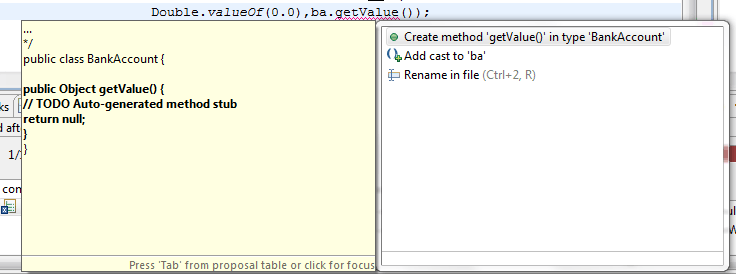 Double.valueOf(0.0),ba.getValue());
...
*/
public class BankAccount {
public Object getValue() {
// TODO Auto-generated method stub
return null;
}
}
Press 'Tab' from proposal table or click for focus
Create method 'getValue()' in type 'BankAccount'
Add cast to 'ba'
Rename in file (Ctrl+2, R)
ks
d aft
1/
con